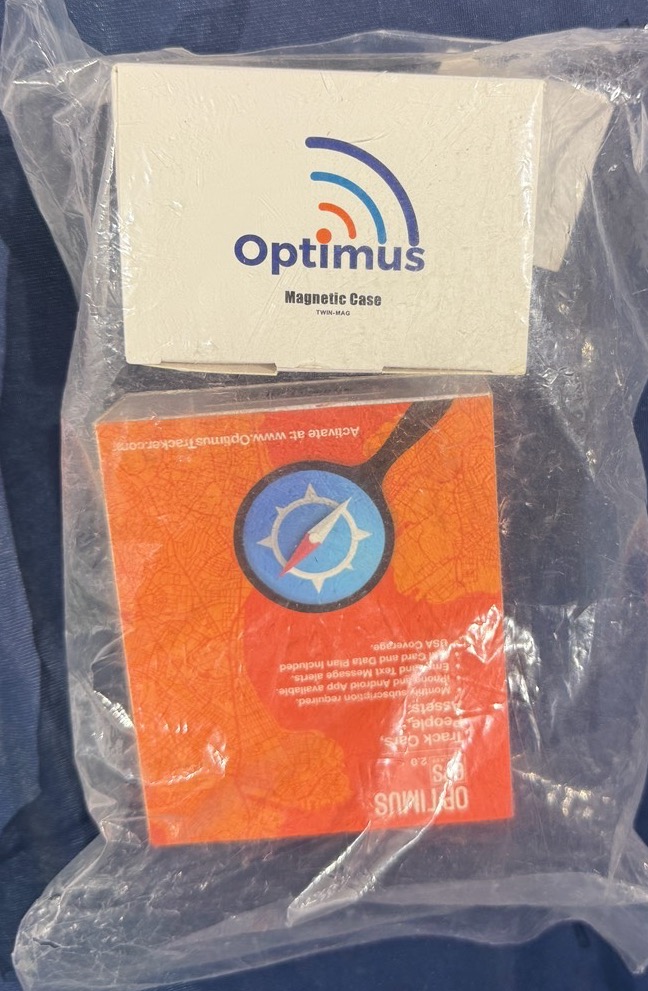 Optimus
Magnetic Case
TWIN-MAG
OPTIMUS
GPS
2.0
Track Cars,
People,
Assets.
Monthly subscription required.
iPhone and Android App available.
Email and Text Message alerts.
Card and Data Plan Included
USA Coverage.
Activate at: www.OptimusTracker.com